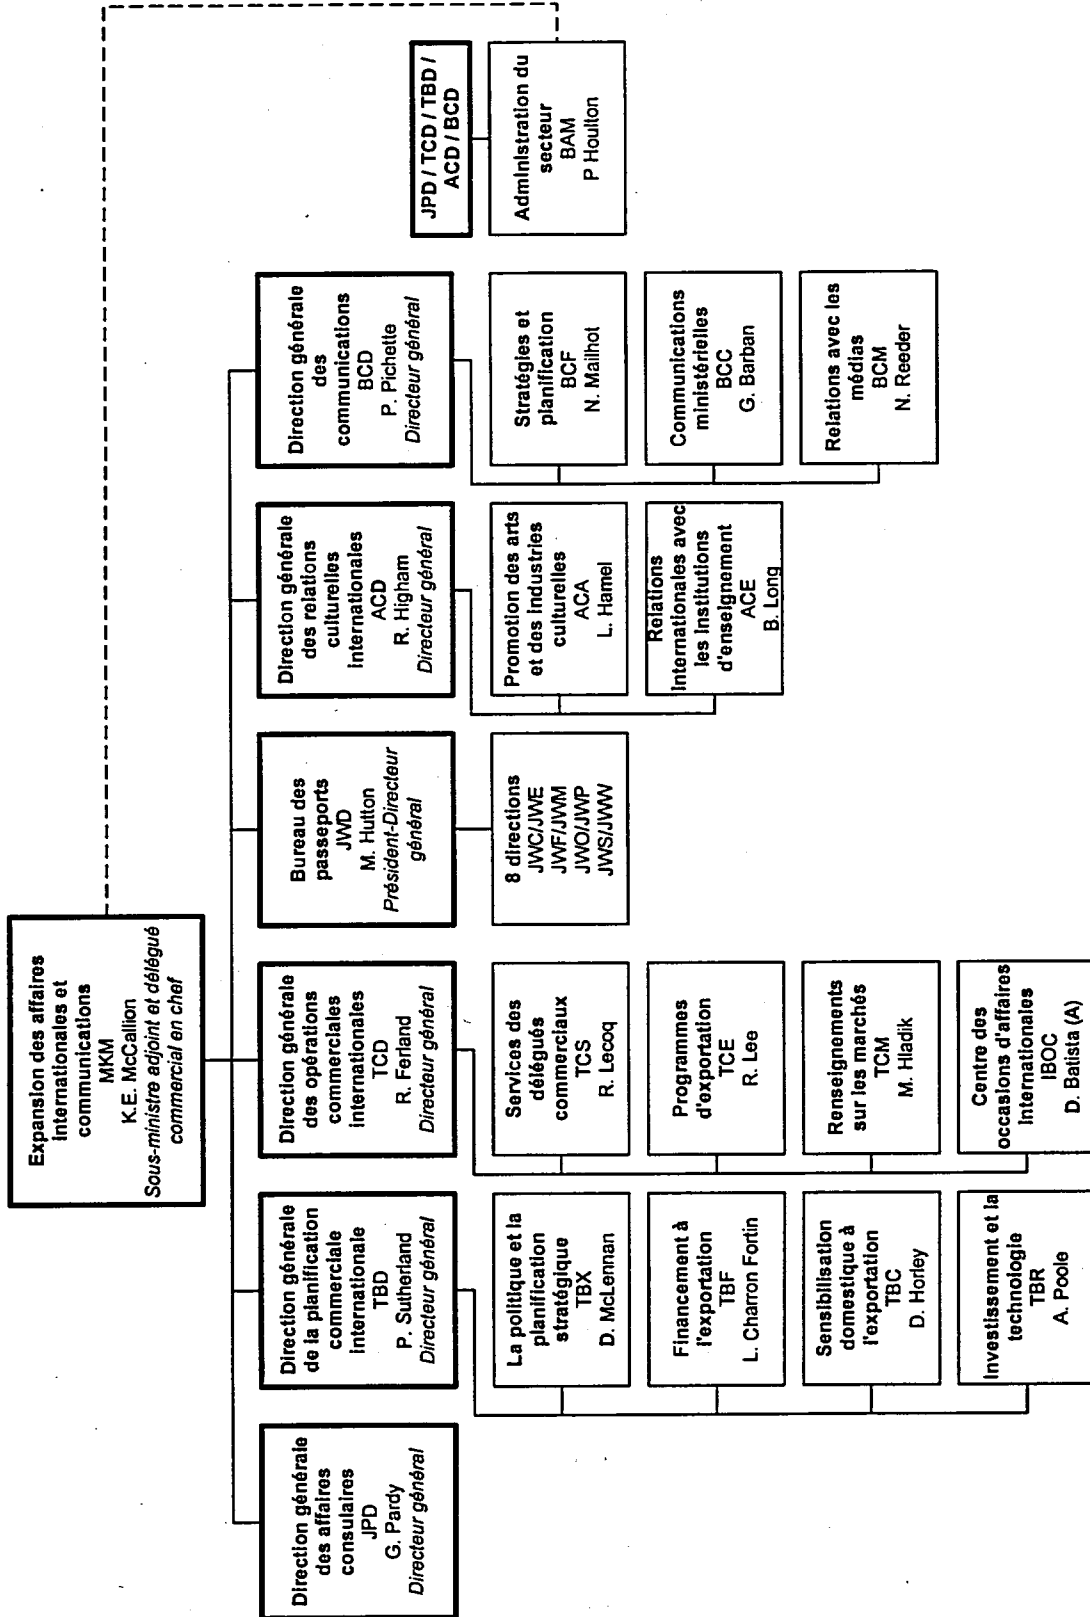 Expansion des affaires
internationales et
communications
MKM
K.E. McCallion
Sous-ministre adjoint et délégué
commercial en chef
Direction générale
des affaires
consulaires
JPD
G. Pardy
Directeur général
Direction générale
de la planification
commerciale
internationale
TBD
P. Sutherland
Directeur général
La politique et la
planification
stratégique
TBX
D. McLennan
Financement à
l'exportation
TBF
L. Charron Fortin
Sensibilisation
domestique à
l'exportation
TBC
D. Horley
Investissement et la
technologie
TBR
A. Poole
Direction générale
des opérations
commerciales
internationales
TCD
R. Ferland
Directeur général
Services des
délégués
commerciaux
TCS
R. Lecoq
Programmes
d'exportation
TCE
R. Lee
Renseignements
sur les marchés
TCM
M. Hladik
Centre des
occasions d'affaires
internationales
IBOC
D. Batista (A)
Bureau des
passeports
JWD
M. Hutton
Président-Directeur
général
8 directions
JWC/JWE
JWF/JWM
JWO/JWP
JWS/JWW
Direction générale
des relations
culturelles
internationales
ACD
R. Higham
Directeur général
Promotion des arts
et des industries
culturelles
ACA
L. Hamel
Relations
internationales avec
les institutions
d'enseignement
ACE
B. Long
Direction générale
des
communications
BCD
P. Pichette
Directeur général
Stratégies et
planification
BCF
N. Mailhot
Communications
ministérielles
BCC
G. Barban
Relations avec les
médias
BCM
N. Reeder
JPD / TCD / TBD /
ACD / BCD
Administration du
secteur
BAM
P Houlton